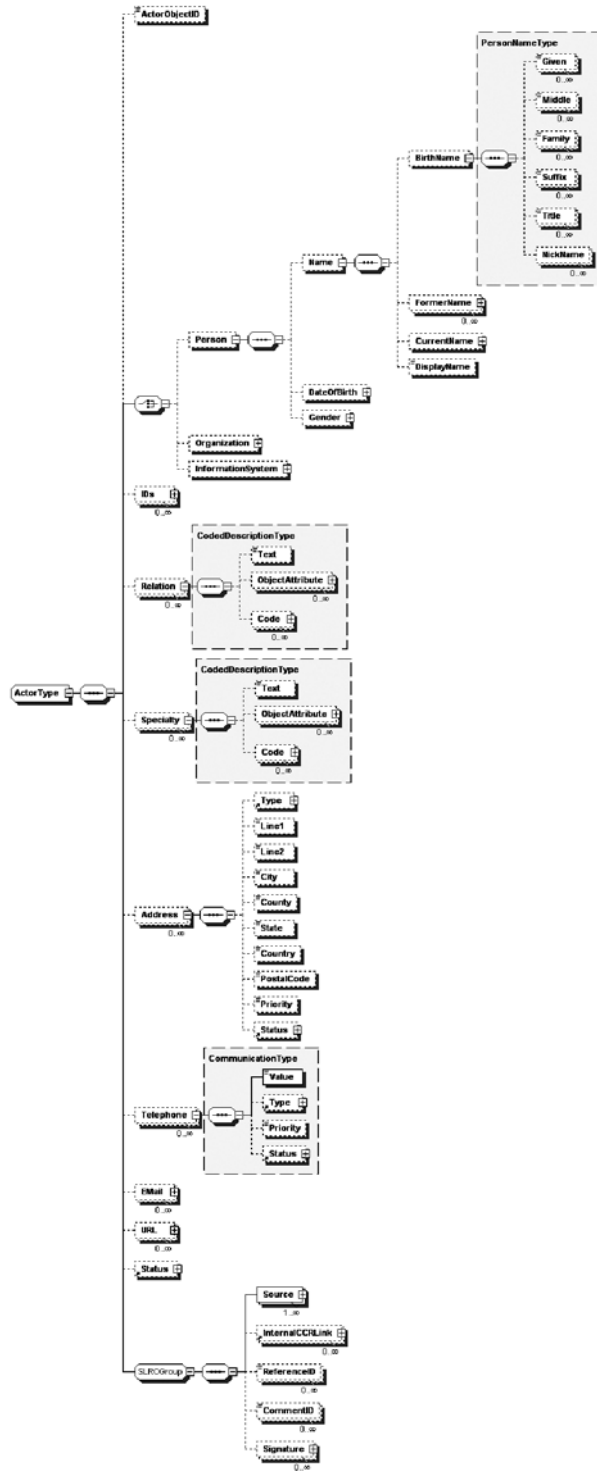 ActorObjectID
PersonNameType
Given
0..∞
Middle
0..∞
Family
0..∞
BirthName
Suffix
0..∞
Title
0..∞
NickName
0..∞
Name
FormerName
0..∞
Person
CurrentName
DisplayName
DateOfBirth
Gender
Organization
InformationSystem
IDs
0..∞
CodedDescriptionType
Text
Relation
0..∞
ObjectAttribute
0..∞
Code
0..∞
CodedDescriptionType
ActorType
Text
Specialty
0..∞
ObjectAttribute
0..∞
Code
0..∞
Type
Line1
Line2
City
County
Address
0..∞
State
Country
PostalCode
Priority
Status
CommunicationType
Value
Type
Telephone
0..∞
Priority
Status
EMail
0..∞
URL
0..∞
Status
Source
1..∞
InternalCCRLink
0..∞
SLRCGroup
ReferenceID
0..∞
CommentID
0..∞
Signature
0..∞